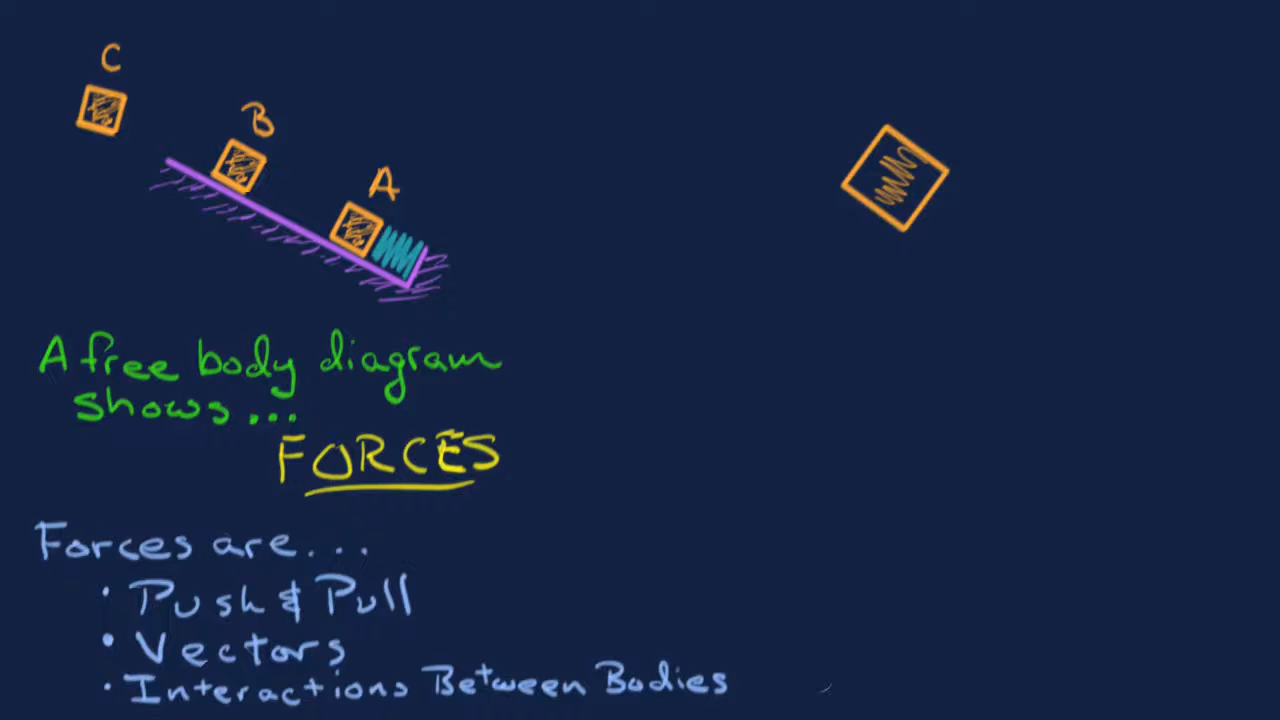 C
B
A
A free body diagram
shows...
FORCES
Forces are...
• Push & Pull
• Vectors
• Interactions Between Bodies